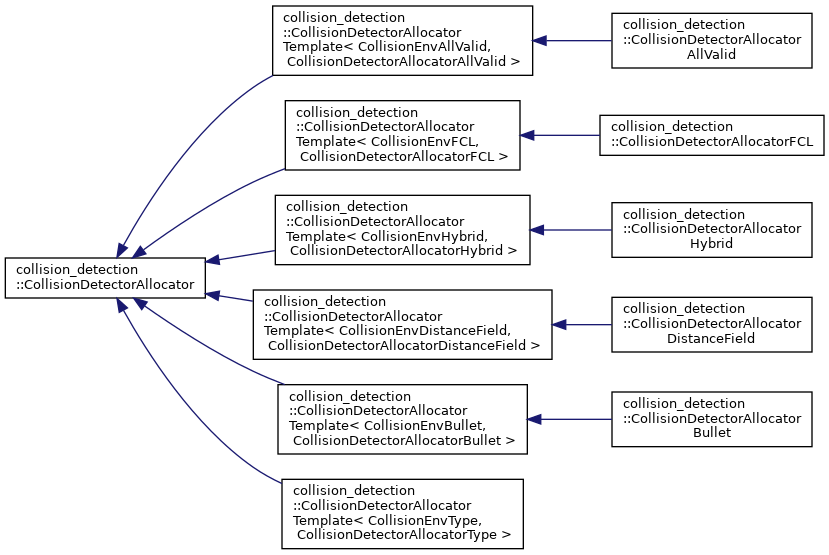 collision_detection
::CollisionDetectorAllocator
collision_detection
::CollisionDetectorAllocator
Template< CollisionEnvAllValid,
CollisionDetectorAllocatorAllValid >
collision_detection
::CollisionDetectorAllocator
AllValid
collision_detection
::CollisionDetectorAllocator
Template< CollisionEnvFCL,
CollisionDetectorAllocatorFCL >
collision_detection
::CollisionDetectorAllocatorFCL
collision_detection
::CollisionDetectorAllocator
Template< CollisionEnvHybrid,
CollisionDetectorAllocatorHybrid >
collision_detection
::CollisionDetectorAllocator
Hybrid
collision_detection
::CollisionDetectorAllocator
Template< CollisionEnvDistanceField,
CollisionDetectorAllocatorDistanceField >
collision_detection
::CollisionDetectorAllocator
DistanceField
collision_detection
::CollisionDetectorAllocator
Template< CollisionEnvBullet,
CollisionDetectorAllocatorBullet >
collision_detection
::CollisionDetectorAllocator
Bullet
collision_detection
::CollisionDetectorAllocator
Template< CollisionEnvType,
CollisionDetectorAllocatorType >